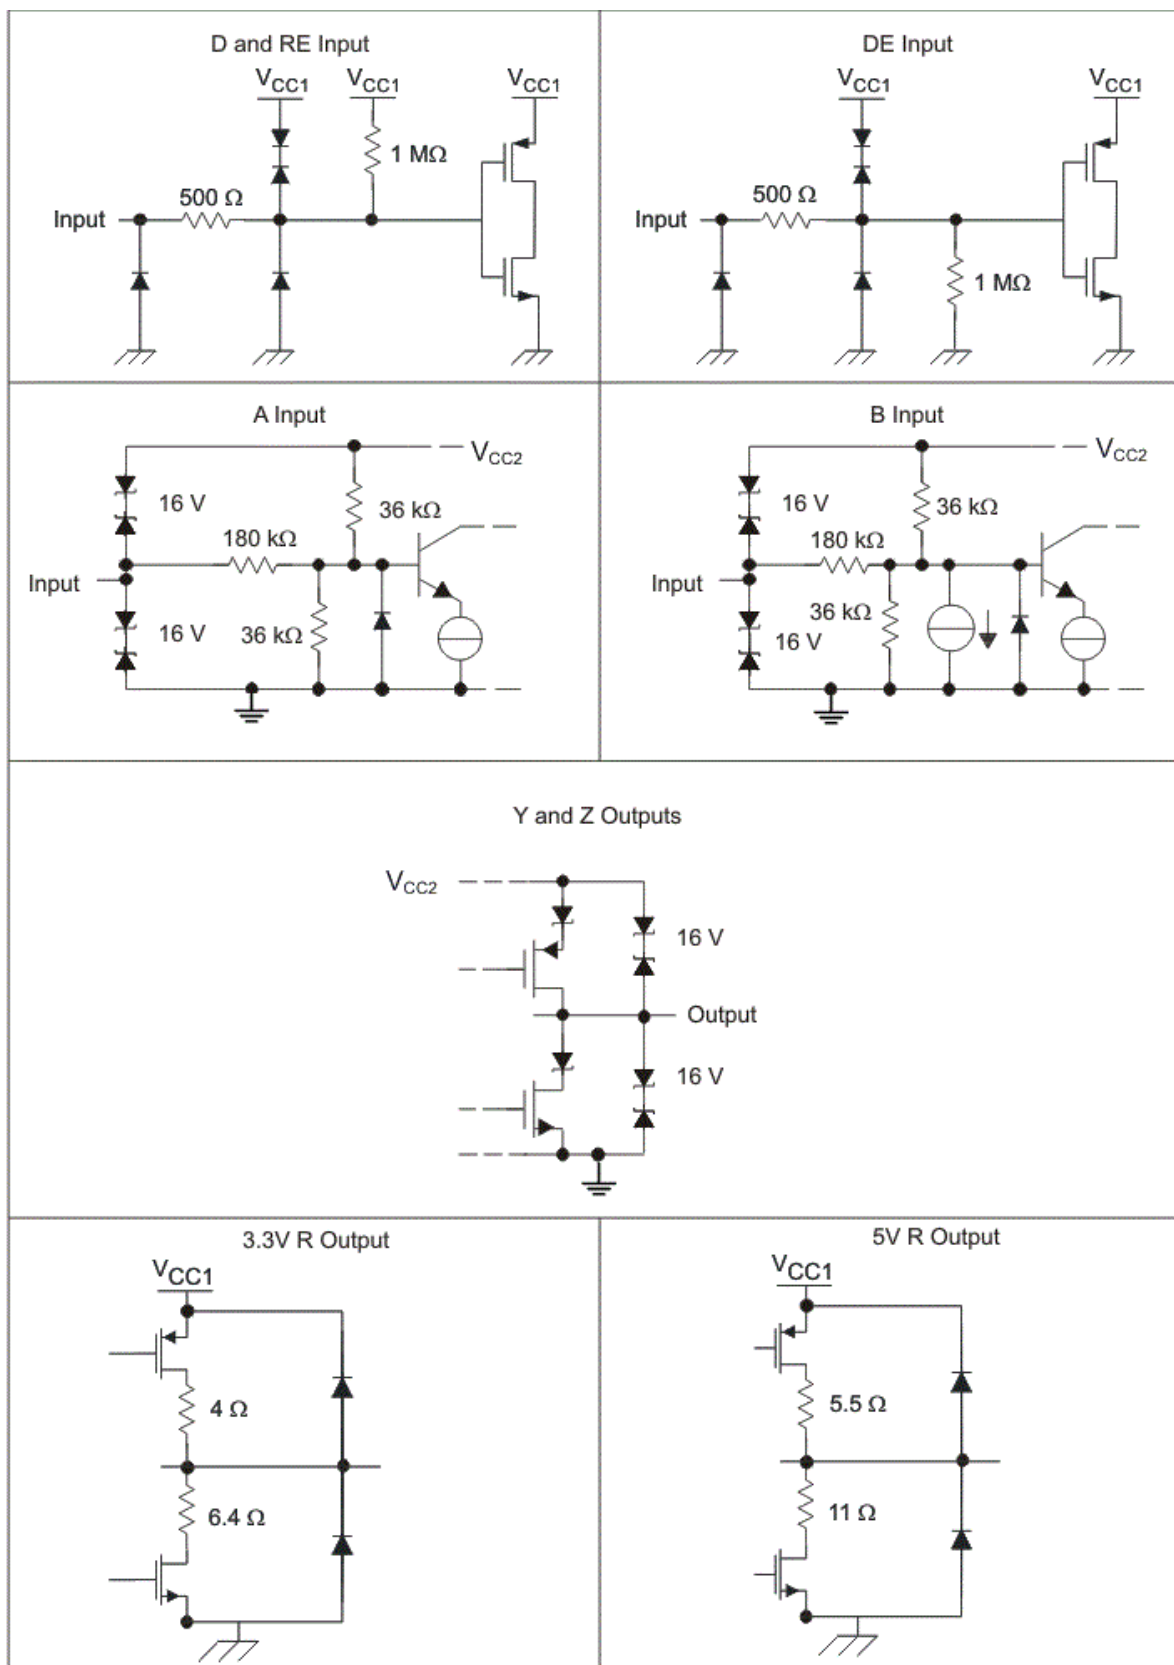 D and RE Input
VCC1
VCC1
VCC1
1 MΩ
500 Ω
Input
DE Input
VCC1
VCC1
500 Ω
Input
1 MΩ
A Input
VCC2
16 V
36 kΩ
180 kΩ
Input
16 V
36 kΩ
B Input
VCC2
16 V
36 kΩ
180 kΩ
Input
36 kΩ
16 V
Y and Z Outputs
VCC2
16 V
Output
16 V
3.3V R Output
VCC1
4 Ω
6.4 Ω
5V R Output
VCC1
5.5 Ω
11 Ω